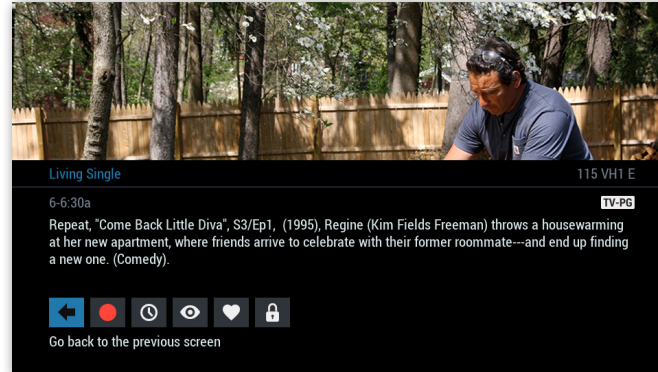 Living Single
115 VH1 E
6-6:30a
TV-PG
Repeat, "Come Back Little Diva", S3/Ep1,  (1995), Regine (Kim Fields Freeman) throws a housewarming
at her new apartment, where friends arrive to celebrate with their former roommate---and end up finding
a new one. (Comedy).
Go back to the previous screen